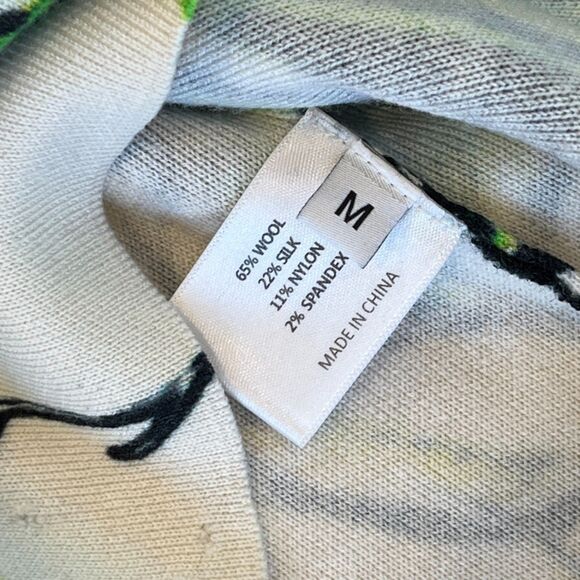 M
65% WOOL
22% SILK
11% NYLON
2% SPANDEX
MADE IN CHINA